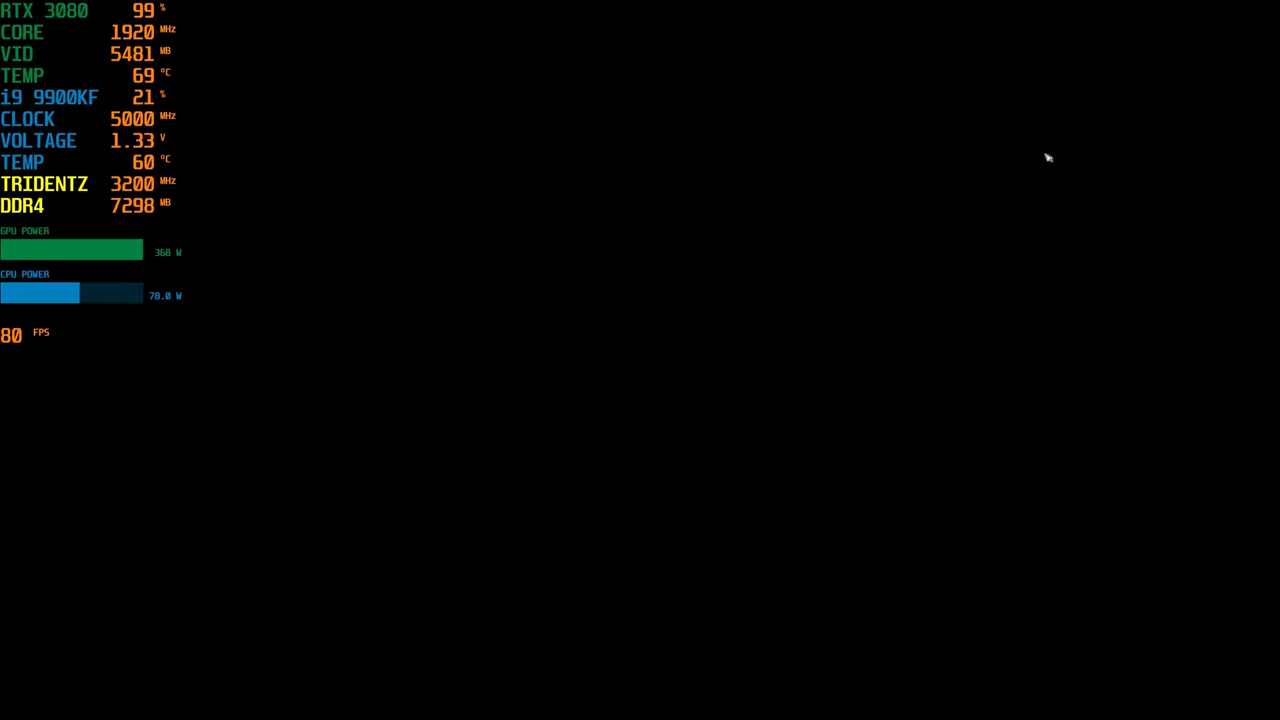 RTX 3080 99 %
CORE 1920 MHz
VID 5481 MB
TEMP 69 °C
i9 9900KF 21 %
CLOCK 5000 MHz
VOLTAGE 1.33 V
TEMP 60 °C
TRIDENTZ 3200 MHz
DDR4 7298 MB
GPU POWER
368 W
CPU POWER
78.0 W
80 FPS